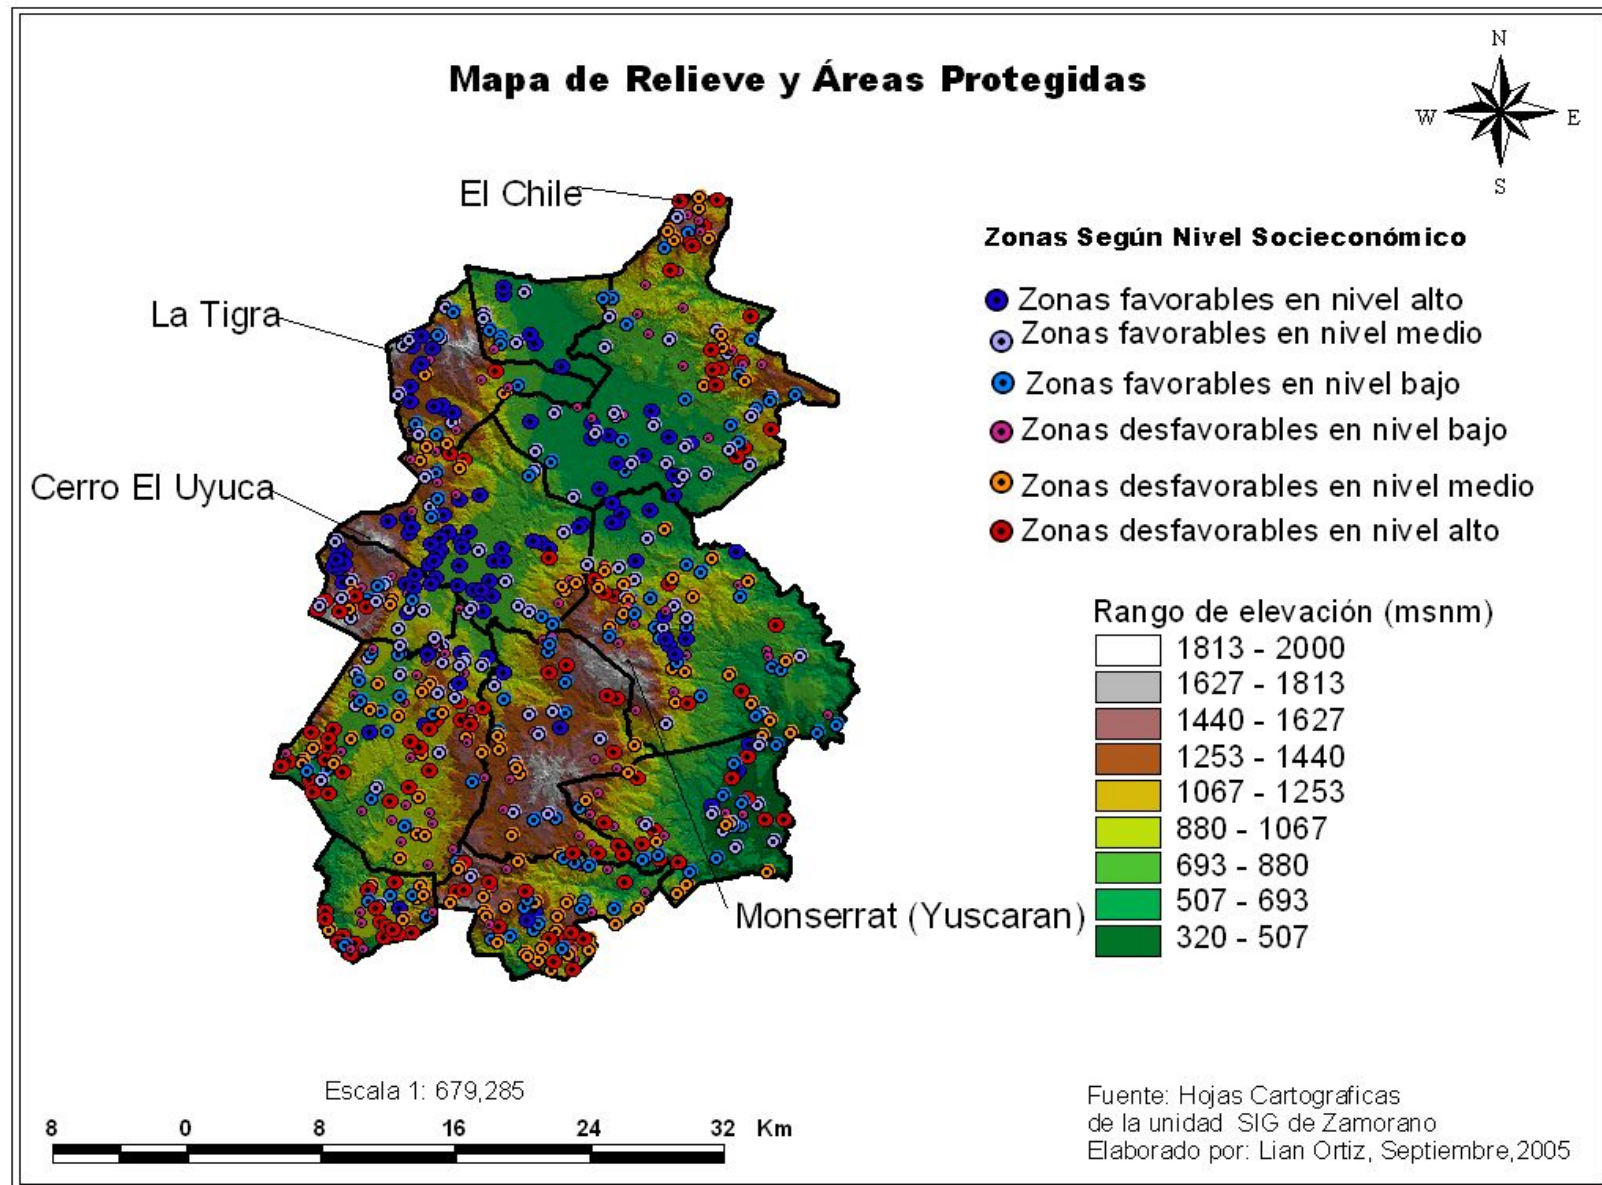 Mapa de Relieve y Áreas Protegidas
N
W E
S
El Chile
La Tigra
Cerro El Uyuca
Monserrat (Yuscaran)
Zonas Según Nivel Socieconómico
Zonas favorables en nivel alto
Zonas favorables en nivel medio
Zonas favorables en nivel bajo
Zonas desfavorables en nivel bajo
Zonas desfavorables en nivel medio
Zonas desfavorables en nivel alto
Rango de elevación (msnm)
1813 - 2000
1627 - 1813
1440 - 1627
1253 - 1440
1067 - 1253
880 - 1067
693 - 880
507 - 693
320 - 507
Escala 1: 679,285
8 0 8 16 24 32 Km
Fuente: Hojas Cartograficas
de la unidad SIG de Zamorano
Elaborado por: Lian Ortiz, Septiembre,2005